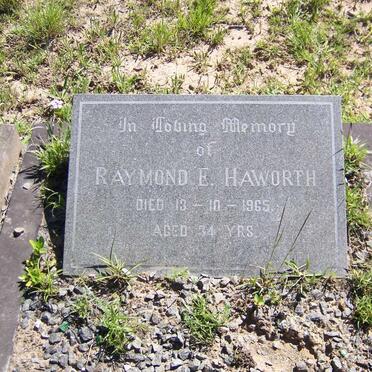 In Loving Memory
of
RAYMOND E. HAWORTH
DIED 13-10-1965.
AGED 34 YRS.